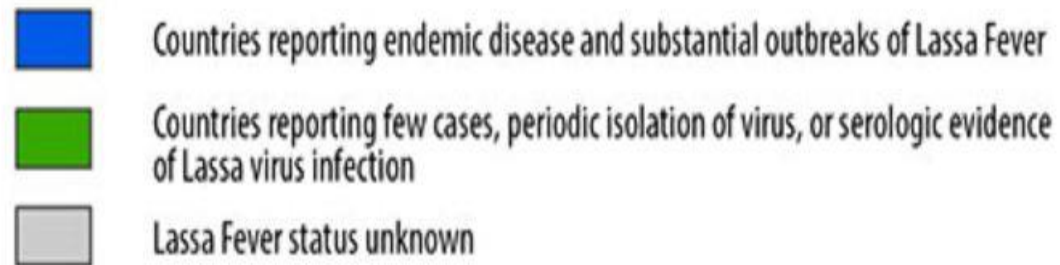 Countries reporting endemic disease and substantial outbreaks of Lassa Fever
Countries reporting few cases, periodic isolation of virus, or serologic evidence
of Lassa virus infection
Lassa Fever status unknown